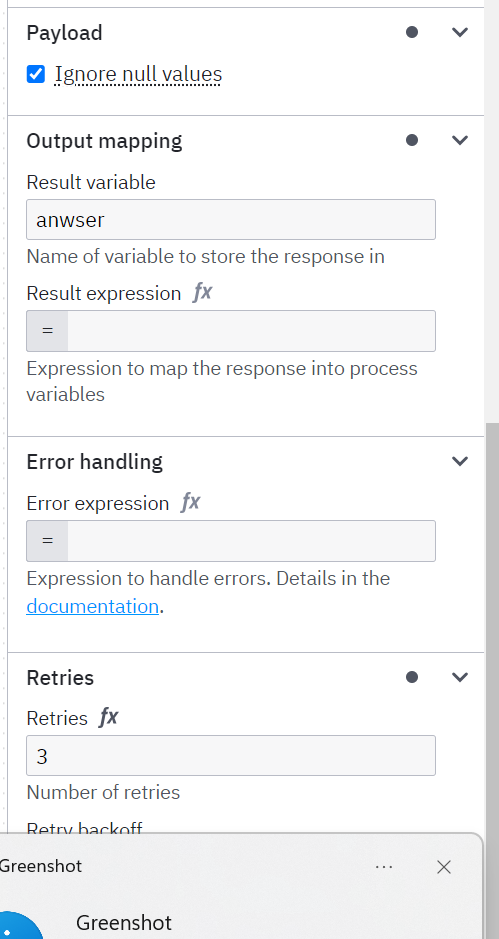 Payload
Ignore null values
Output mapping
Result variable
anwser
Name of variable to store the response in
Result expression fx
=
Expression to map the response into process
variables
Error handling
Error expression fx
=
Expression to handle errors. Details in the
documentation.
Retries
Retries fx
3
Number of retries
Retry backoff
Greenshot
Greenshot